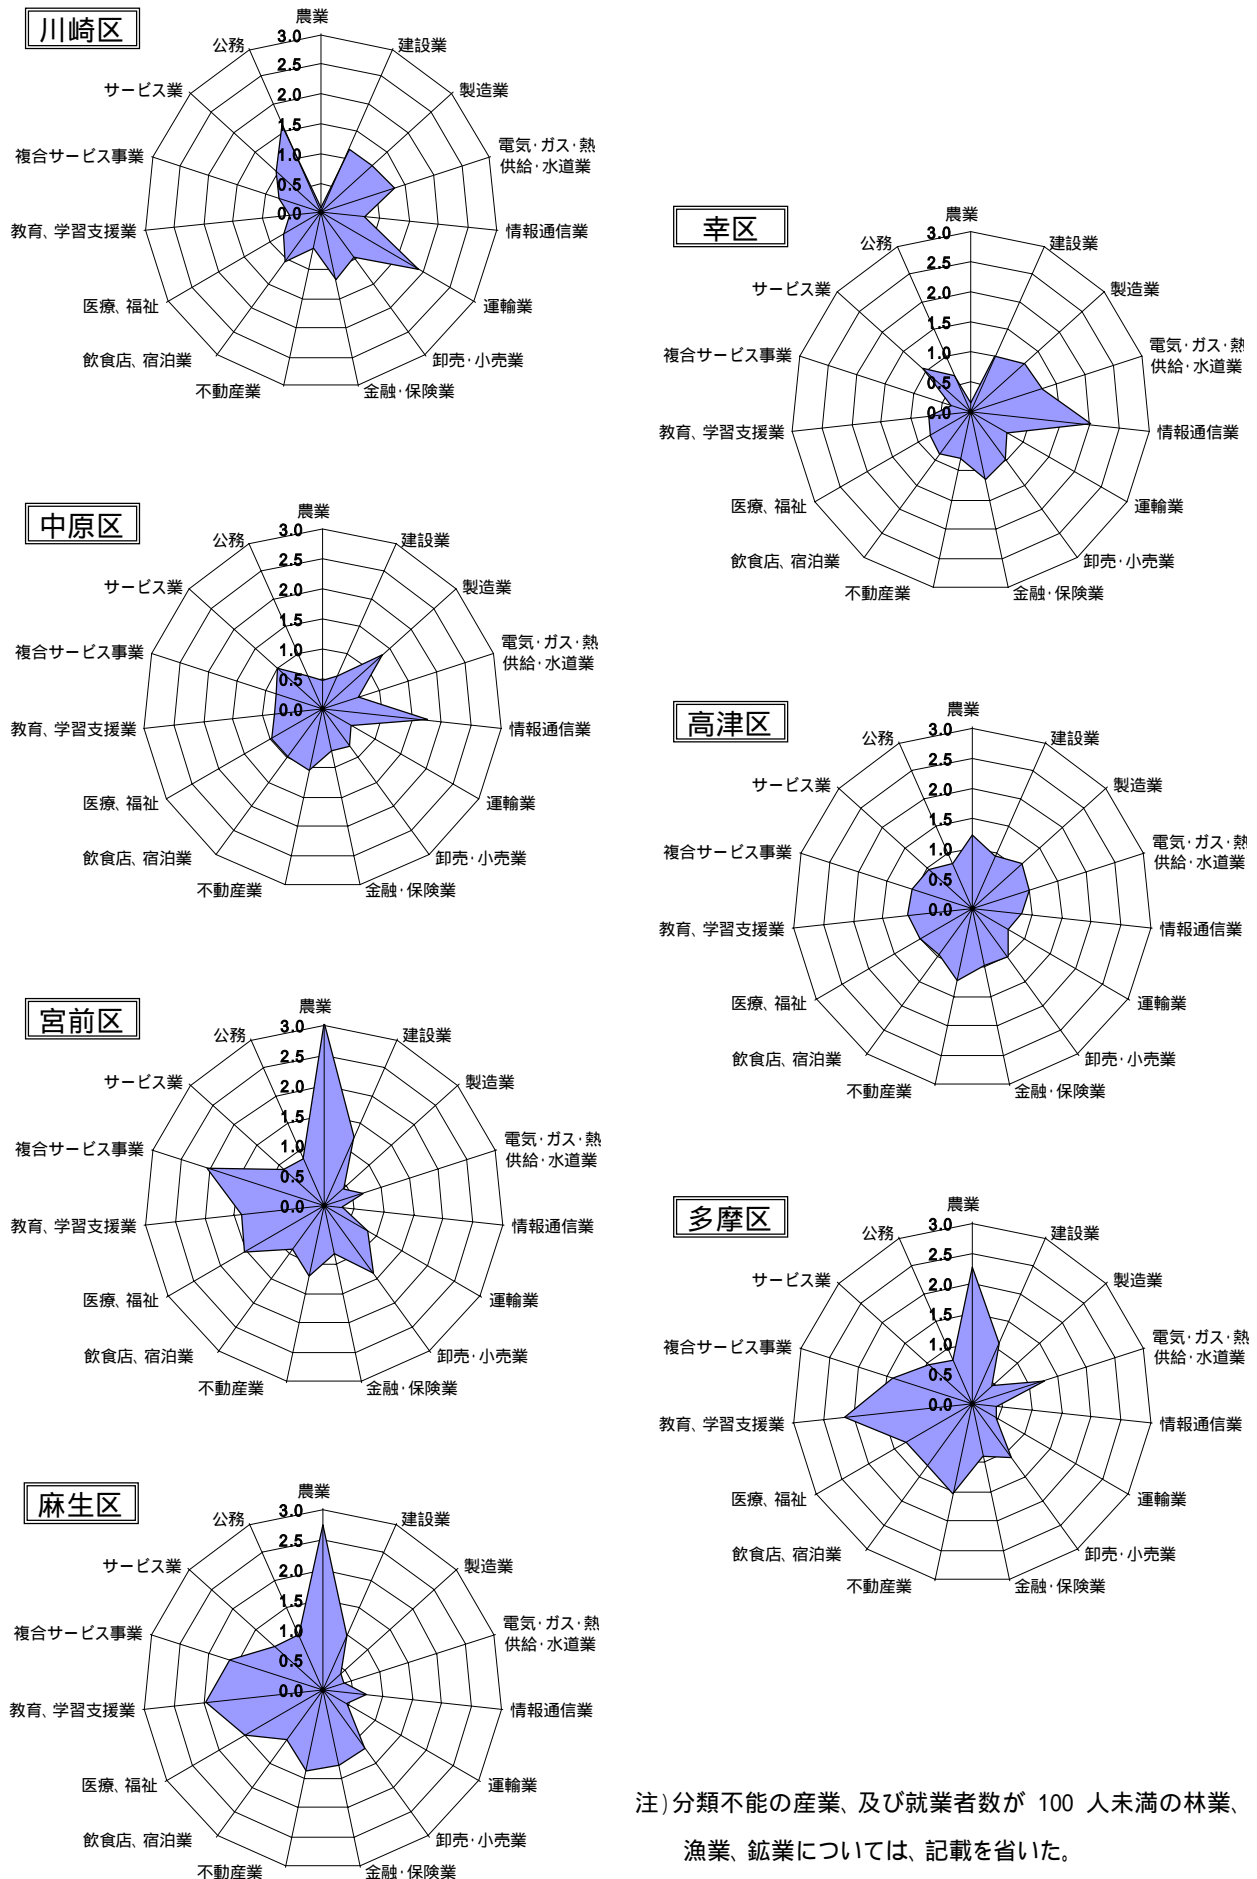 川崎区
農業
建設業
製造業
電気・ガス・熱
供給・水道業
情報通信業
運輸業
卸売・小売業
金融・保険業
不動産業
飲食店、宿泊業
医療、福祉
教育、学習支援業
複合サービス事業
サービス業
公務
3.0
2.5
2.0
1.5
1.0
0.5
0.0
幸区
農業
建設業
製造業
電気・ガス・熱
供給・水道業
情報通信業
運輸業
卸売・小売業
金融・保険業
不動産業
飲食店、宿泊業
医療、福祉
教育、学習支援業
複合サービス事業
サービス業
公務
3.0
2.5
2.0
1.5
1.0
0.5
0.0
中原区
農業
建設業
製造業
電気・ガス・熱
供給・水道業
情報通信業
運輸業
卸売・小売業
金融・保険業
不動産業
飲食店、宿泊業
医療、福祉
教育、学習支援業
複合サービス事業
サービス業
公務
3.0
2.5
2.0
1.5
1.0
0.5
0.0
高津区
農業
建設業
製造業
電気・ガス・熱
供給・水道業
情報通信業
運輸業
卸売・小売業
金融・保険業
不動産業
飲食店、宿泊業
医療、福祉
教育、学習支援業
複合サービス事業
サービス業
公務
3.0
2.5
2.0
1.5
1.0
0.5
0.0
宮前区
農業
建設業
製造業
電気・ガス・熱
供給・水道業
情報通信業
運輸業
卸売・小売業
金融・保険業
不動産業
飲食店、宿泊業
医療、福祉
教育、学習支援業
複合サービス事業
サービス業
公務
3.0
2.5
2.0
1.5
1.0
0.5
0.0
多摩区
農業
建設業
製造業
電気・ガス・熱
供給・水道業
情報通信業
運輸業
卸売・小売業
金融・保険業
不動産業
飲食店、宿泊業
医療、福祉
教育、学習支援業
複合サービス事業
サービス業
公務
3.0
2.5
2.0
1.5
1.0
0.5
0.0
麻生区
農業
建設業
製造業
電気・ガス・熱
供給・水道業
情報通信業
運輸業
卸売・小売業
金融・保険業
不動産業
飲食店、宿泊業
医療、福祉
教育、学習支援業
複合サービス事業
サービス業
公務
3.0
2.5
2.0
1.5
1.0
0.5
0.0
注)分類不能の産業、及び就業者数が 100 人未満の林業、
漁業、鉱業については、記載を省いた。